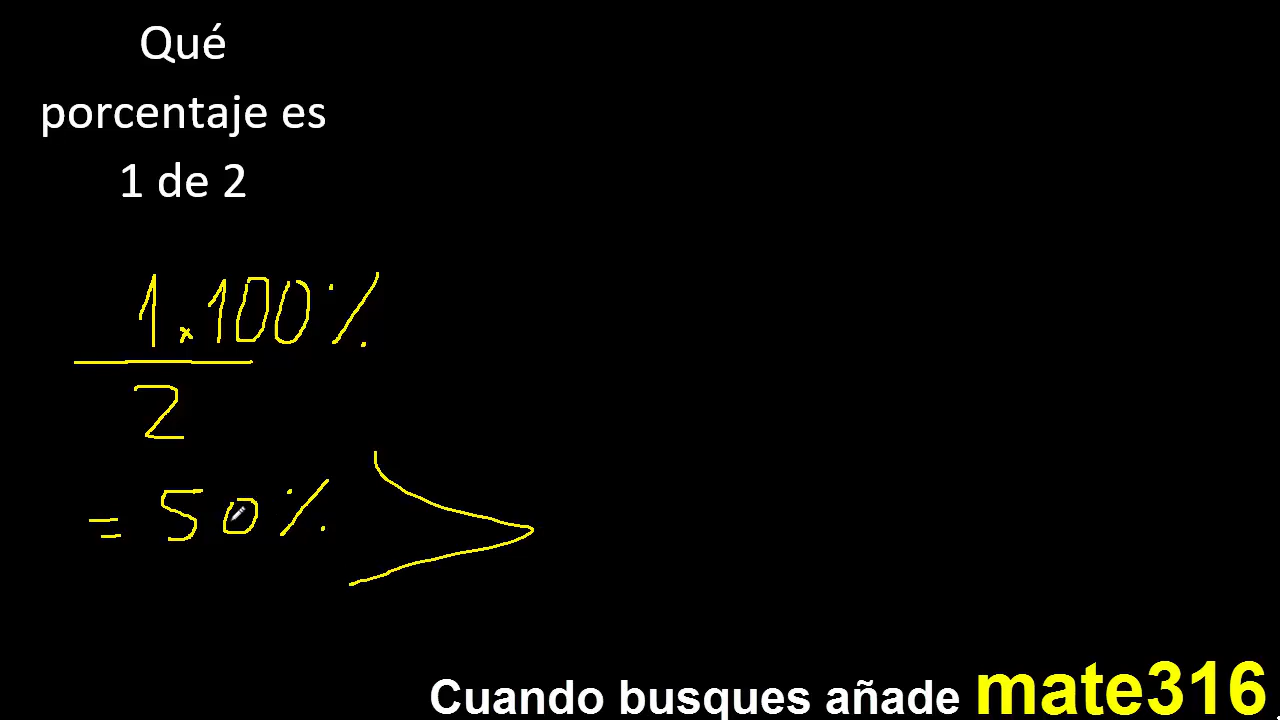 Qué
porcentaje es
1 de 2
1 x 100%
2
= 50%
Cuando busques añade mate316